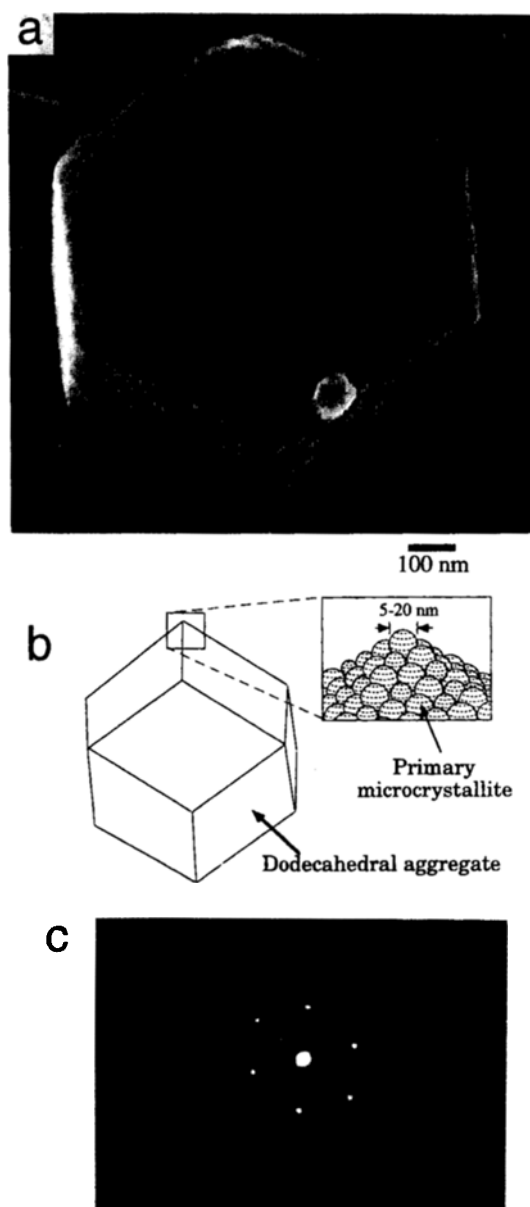 a
100 nm
b
5-20 nm
Primary
microcrystallite
Dodecahedral aggregate
c